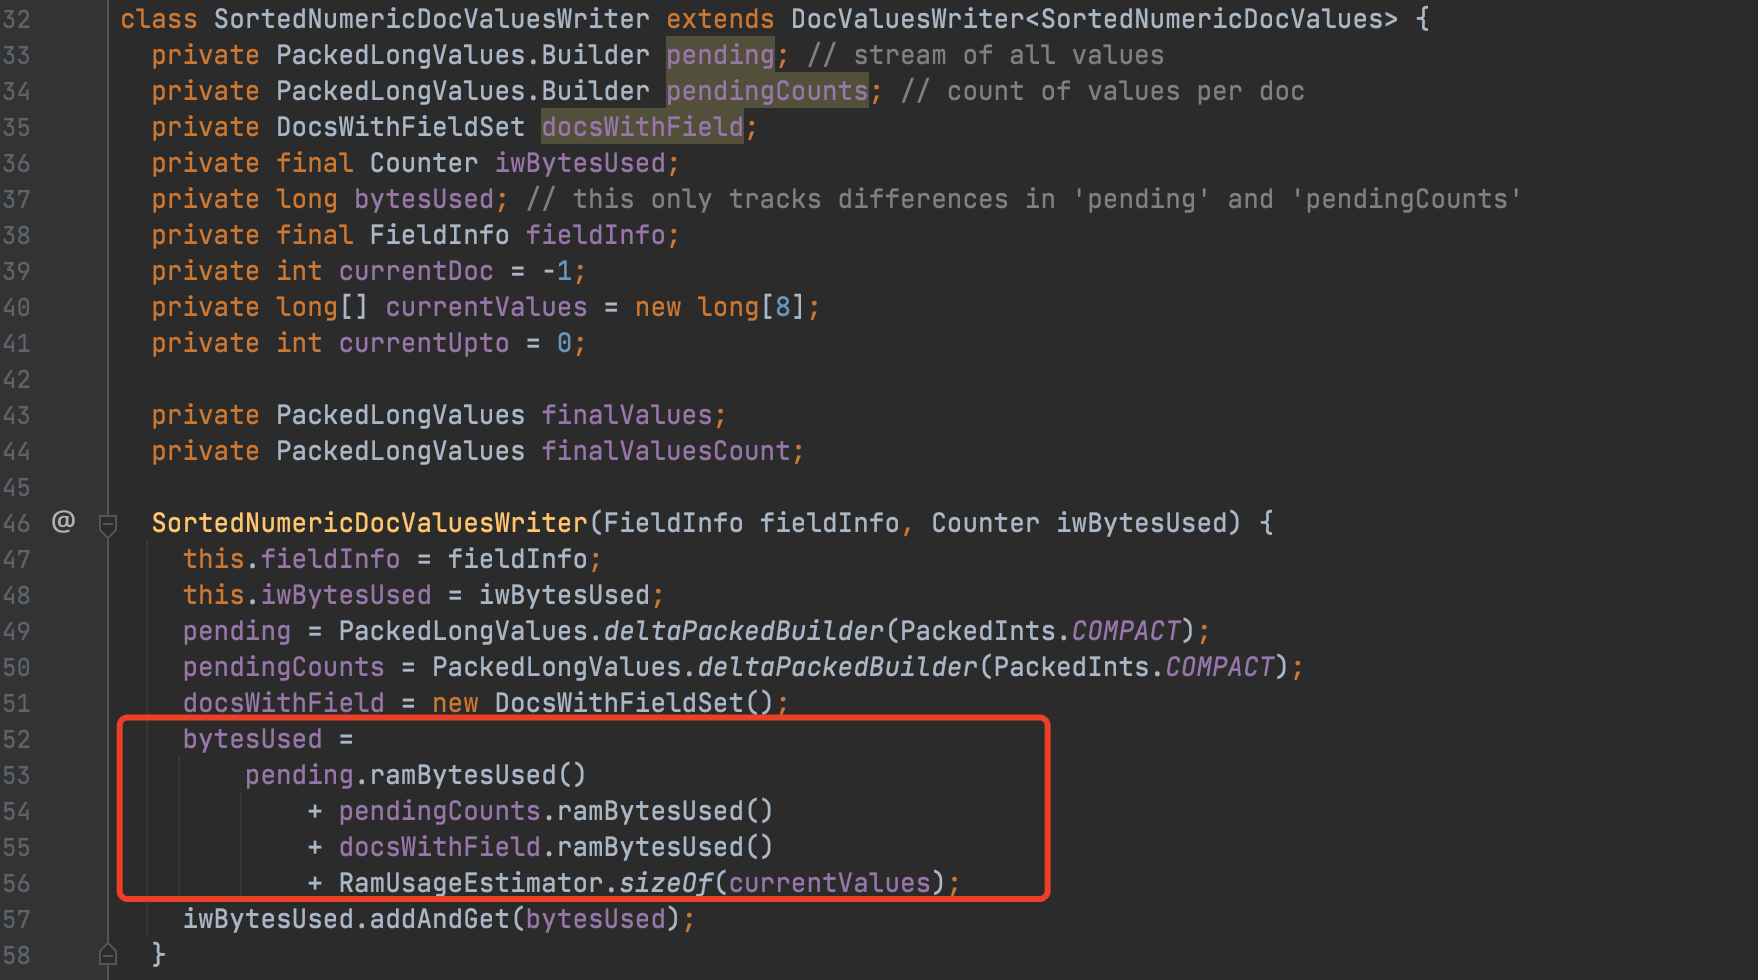 32 class SortedNumericDocValuesWriter extends DocValuesWriter<SortedNumericDocValues> {
33 private PackedLongValues.Builder pending; // stream of all values
34 private PackedLongValues.Builder pendingCounts; // count of values per doc
35 private DocsWithFieldSet docsWithField;
36 private final Counter iwBytesUsed;
37 private long bytesUsed; // this only tracks differences in 'pending' and 'pendingCounts'
38 private final FieldInfo fieldInfo;
39 private int currentDoc = -1;
40 private long[] currentValues = new long[8];
41 private int currentUpto = 0;
42
43 private PackedLongValues finalValues;
44 private PackedLongValues finalValuesCount;
45
46 @ SortedNumericDocValuesWriter(FieldInfo fieldInfo, Counter iwBytesUsed) {
47 this.fieldInfo = fieldInfo;
48 this.iwBytesUsed = iwBytesUsed;
49 pending = PackedLongValues.deltaPackedBuilder(PackedInts.COMPACT);
50 pendingCounts = PackedLongValues.deltaPackedBuilder(PackedInts.COMPACT);
51 docsWithField = new DocsWithFieldSet();
52 bytesUsed =
53 pending.ramBytesUsed()
54 + pendingCounts.ramBytesUsed()
55 + docsWithField.ramBytesUsed()
56 + RamUsageEstimator.sizeOf(currentValues);
57 iwBytesUsed.addAndGet(bytesUsed);
58 }